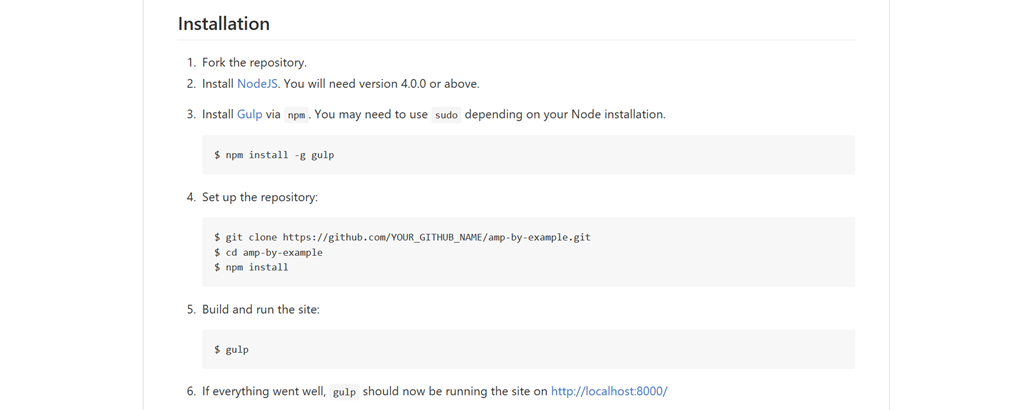 Installation
1. Fork the repository.
2. Install NodeJS. You will need version 4.0.0 or above.
3. Install Gulp via npm. You may need to use sudo depending on your Node installation.
$ npm install -g gulp
4. Set up the repository:
$ git clone https://github.com/YOUR_GITHUB_NAME/amp-by-example.git
$ cd amp-by-example
$ npm install
5. Build and run the site:
$ gulp
6. If everything went well, gulp should now be running the site on http://localhost:8000/